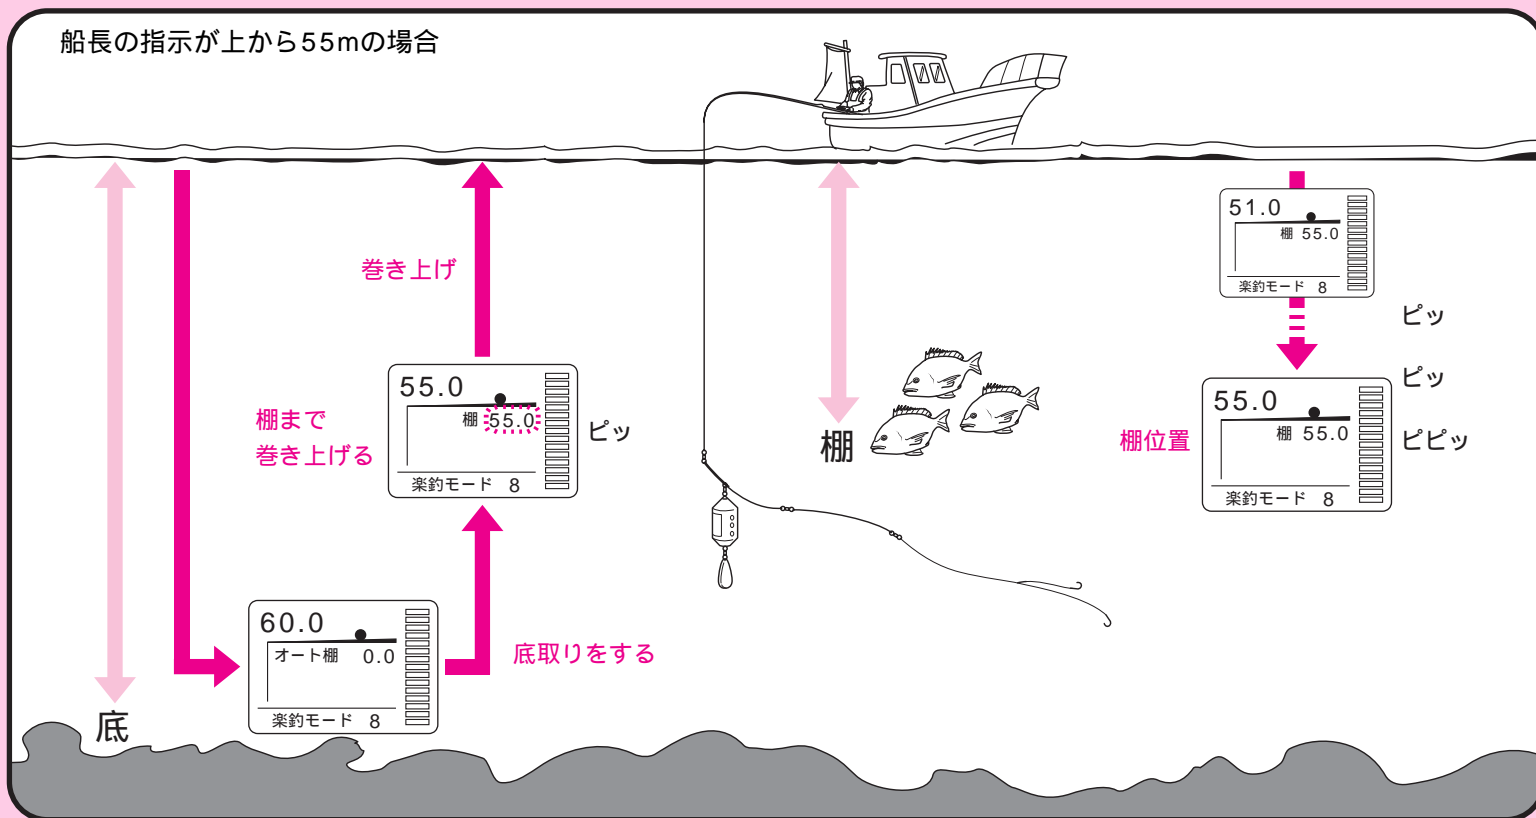 船長の指示が上から55mの場合
巻き上げ
55.0
棚 55.0
楽釣モード 8
ピッ
棚まで
巻き上げる
60.0
オート棚 0.0
楽釣モード 8
底取りをする
底
棚
51.0
棚 55.0
楽釣モード 8
ピッ
ピッ
ピピッ
棚位置
55.0
棚 55.0
楽釣モード 8